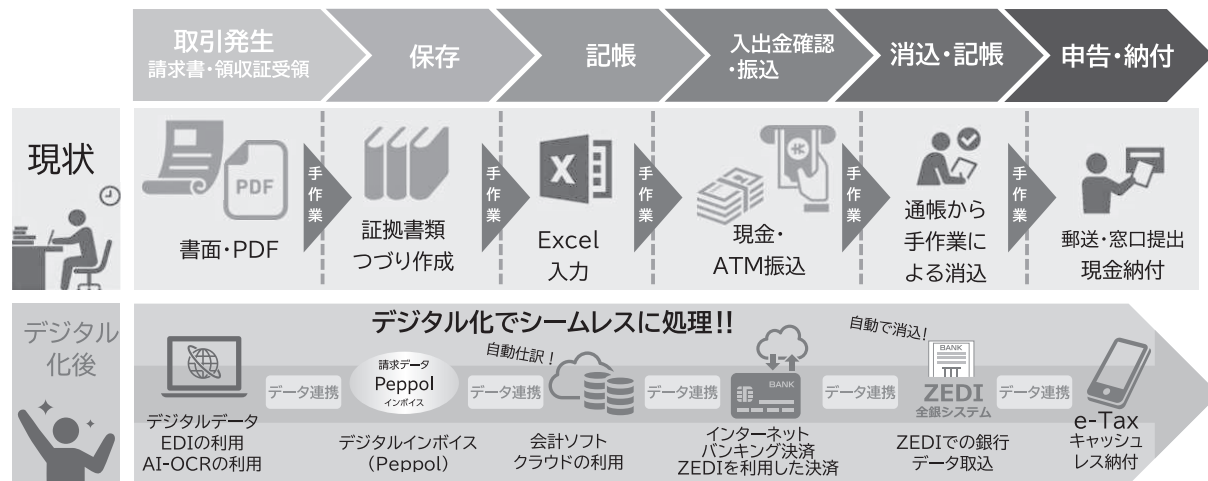 取引発生
請求書・領収証受領
保存
記帳
入出金確認
・振込
消込・記帳
申告・納付
現状
PDF
書面・PDF
手作業
証拠書類
つづり作成
手作業
X
Excel
入力
手作業
現金・
ATM振込
手作業
通帳から
手作業に
よる消込
手作業
郵送・窓口提出
現金納付
デジタル
化後
デジタル化でシームレスに処理!!
デジタルデータ
EDIの利用
AI-OCRの利用
データ連携
請求データ
Peppol
インボイス
デジタルインボイス
(Peppol)
データ連携
自動仕訳!
会計ソフト
クラウドの利用
データ連携
BANK
インターネット
バンキング決済
ZEDIを利用した決済
データ連携
自動で消込!
BANK
ZEDI
全銀システム
ZEDIでの銀行
データ取込
データ連携
e-Tax
キャッシュ
レス納付